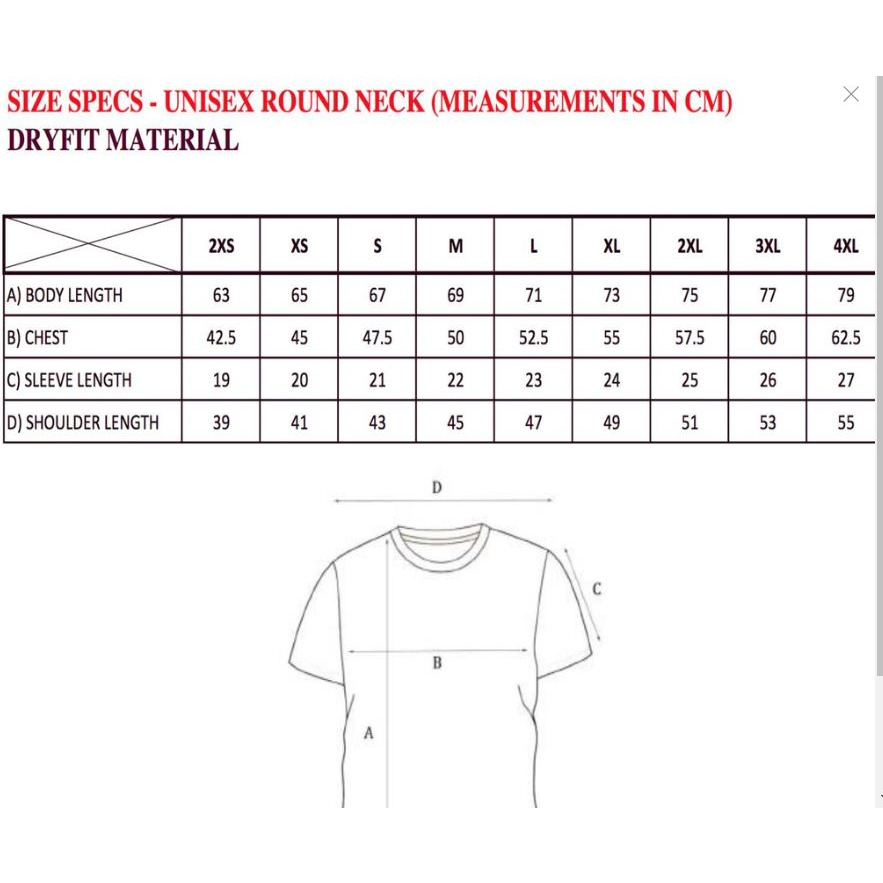 SIZE SPECS - UNISEX ROUND NECK (MEASUREMENTS IN CM)
DRYFIT MATERIAL
2XS XS S M L XL 2XL 3XL 4XL
A) BODY LENGTH 63 65 67 69 71 73 75 77 79
B) CHEST 42.5 45 47.5 50 52.5 55 57.5 60 62.5
C) SLEEVE LENGTH 19 20 21 22 23 24 25 26 27
D) SHOULDER LENGTH 39 41 43 45 47 49 51 53 55
D
C
B
A